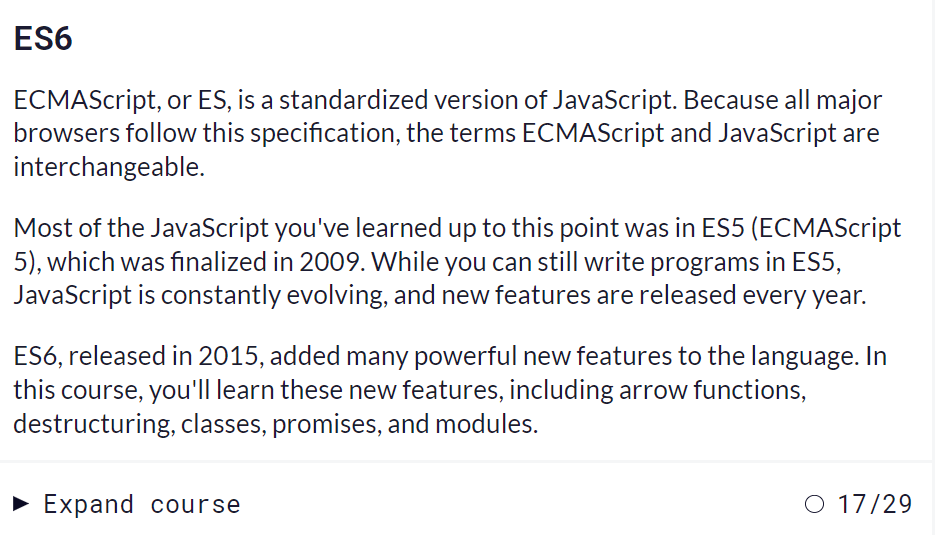 ES6
ECMAScript, or ES, is a standardized version of JavaScript. Because all major
browsers follow this specification, the terms ECMAScript and JavaScript are
interchangeable.
Most of the JavaScript you've learned up to this point was in ES5 (ECMAScript
5), which was finalized in 2009. While you can still write programs in ES5,
JavaScript is constantly evolving, and new features are released every year.
ES6, released in 2015, added many powerful new features to the language. In
this course, you'll learn these new features, including arrow functions,
destructuring, classes, promises, and modules.
Expand course 17/29